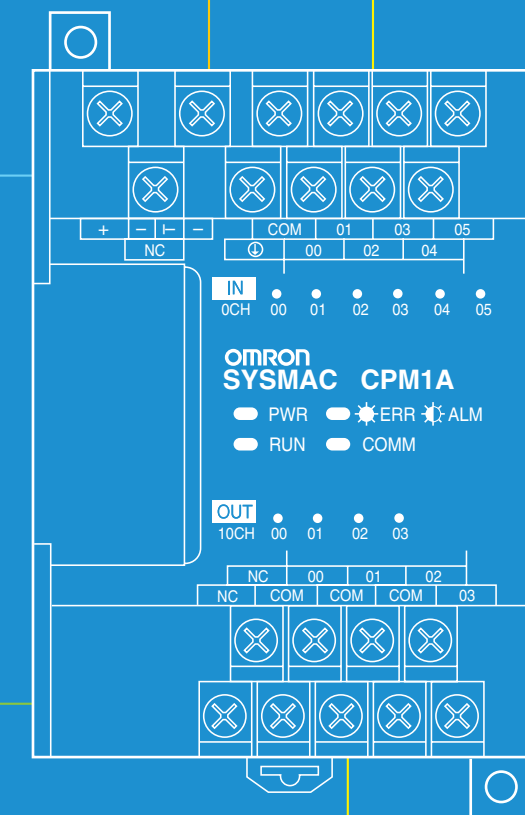 + − ⊢ − COM 01 03 05
NC ⏚ 00 02 04
IN
0CH 00 01 02 03 04 05
OMRON
SYSMAC CPM1A
PWR ERR ALM
RUN COMM
OUT
10CH 00 01 02 03
NC 00 01 02
NC COM COM COM 03